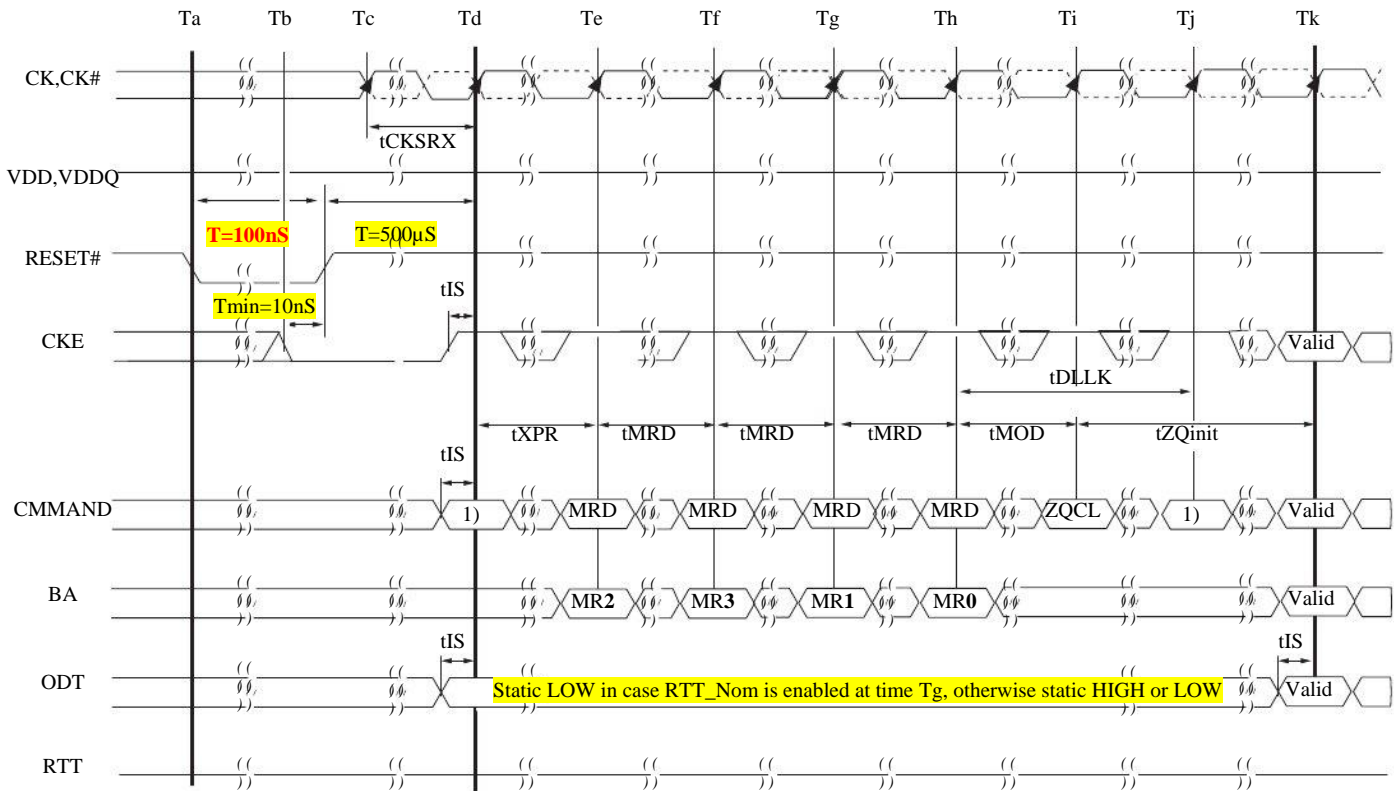 Ta Tb Tc Td Te Tf Tg Th Ti Tj Tk
CK,CK#
tCKSRX
VDD,VDDQ
T=100nS T=500µS
RESET#
Tmin=10nS tIS
CKE Valid
tDLLK
tXPR tMRD tMRD tMRD tMOD tZQinit
tIS
CMMAND 1) MRD MRD MRD MRD ZQCL 1) Valid
BA MR2 MR3 MR1 MR0 Valid
tIS tIS
ODT Static LOW in case RTT_Nom is enabled at time Tg, otherwise static HIGH or LOW Valid
RTT